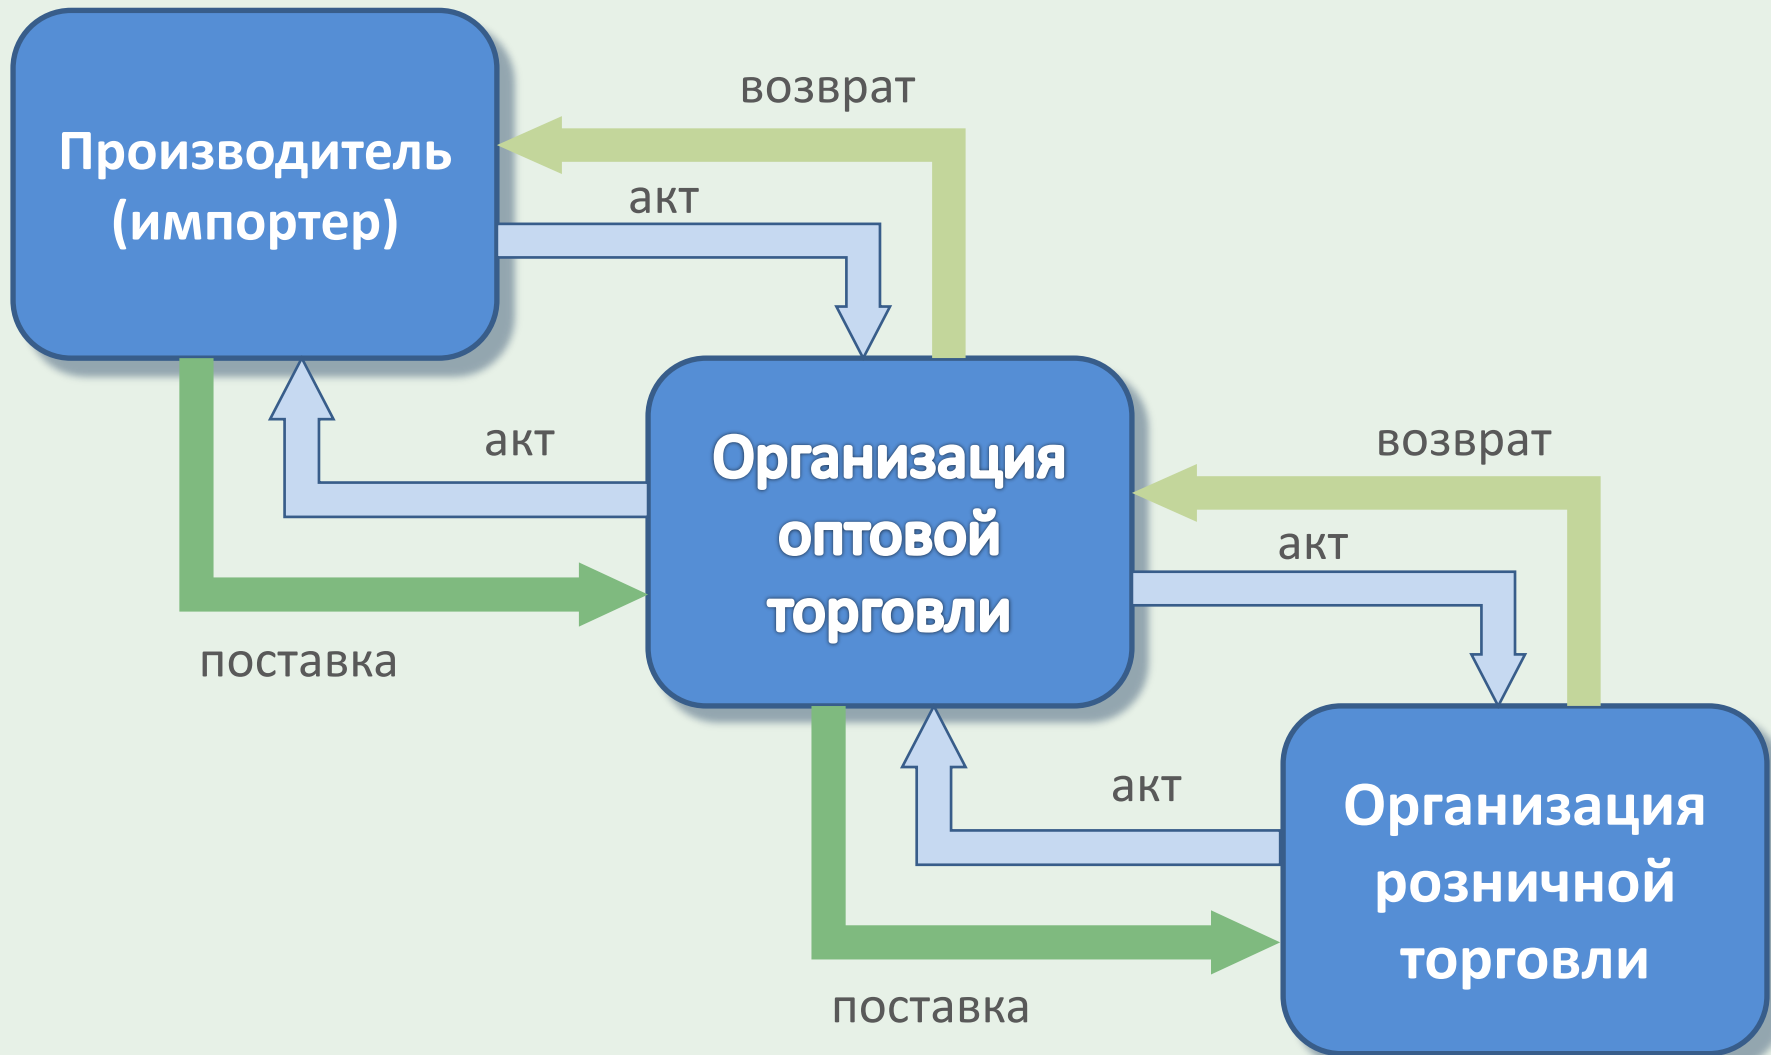 возврат
Производитель
(импортер)
акт
акт
Организация
оптовой
торговли
возврат
акт
поставка
акт
Организация
розничной
торговли
поставка